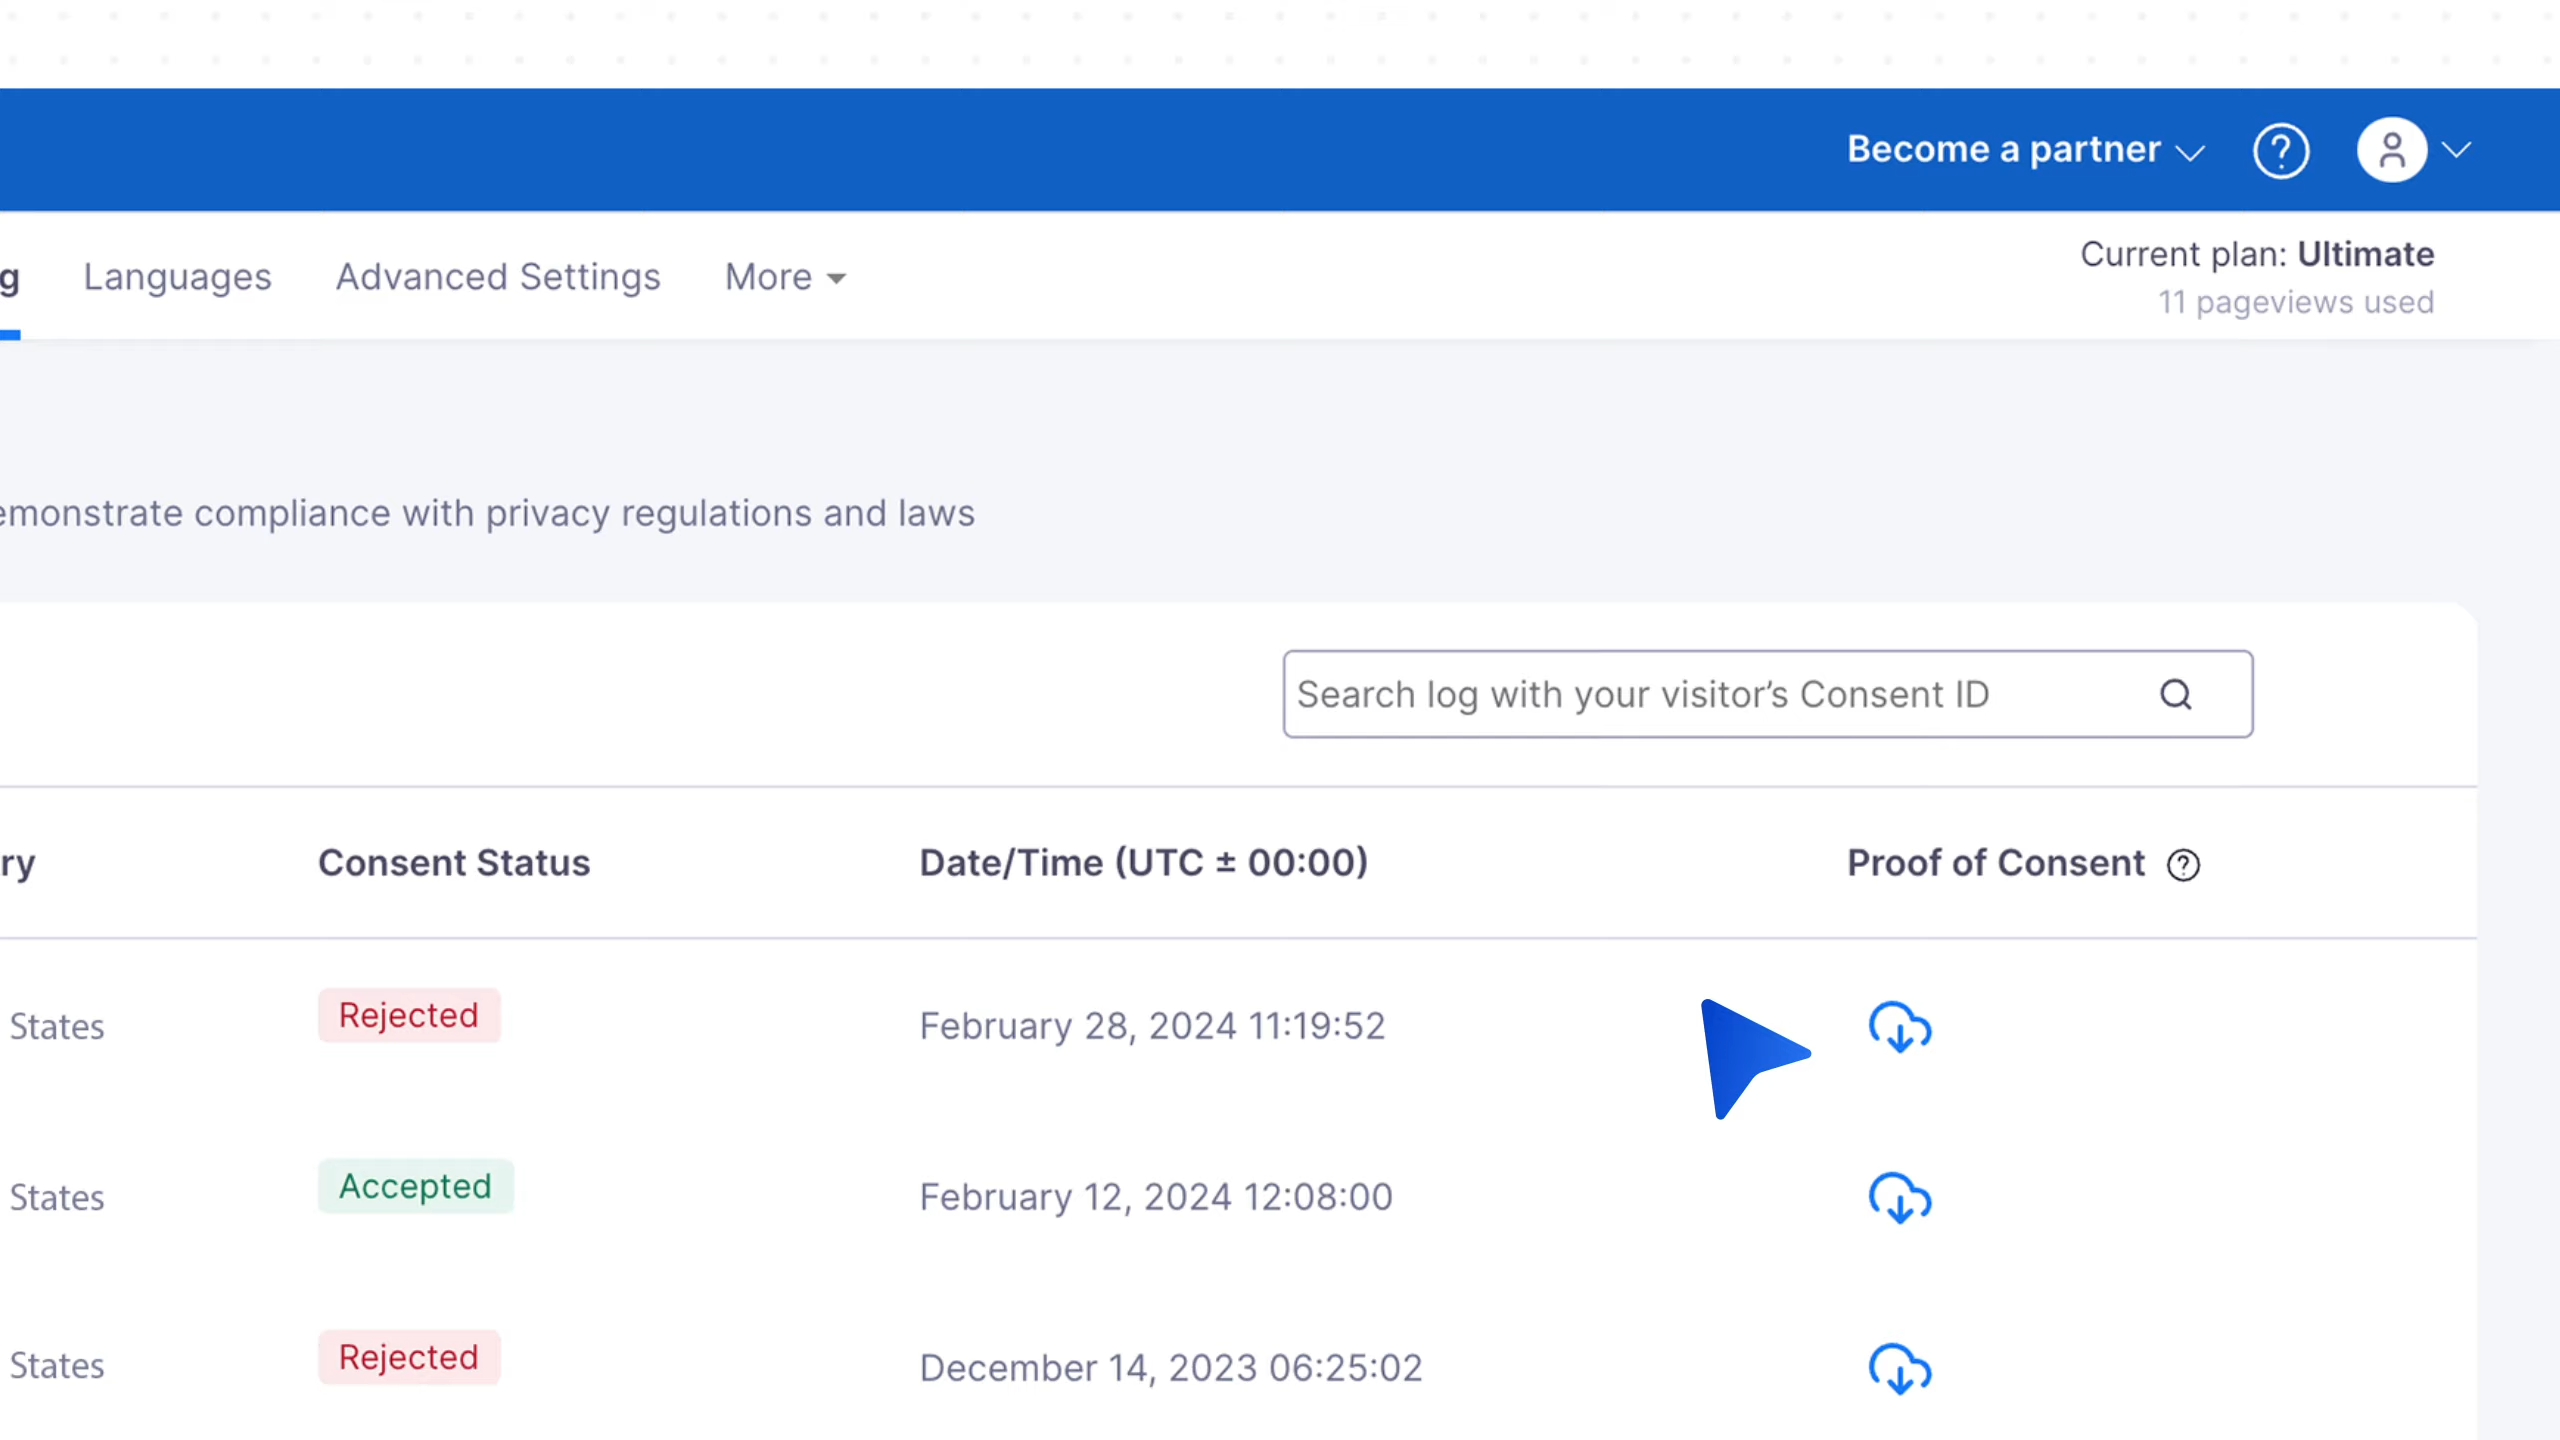 Become a partner
g Languages Advanced Settings More
Current plan: Ultimate
11 pageviews used
emonstrate compliance with privacy regulations and laws
Search log with your visitor’s Consent ID
ry Consent Status Date/Time (UTC ± 00:00) Proof of Consent
States Rejected February 28, 2024 11:19:52
States Accepted February 12, 2024 12:08:00
States Rejected December 14, 2023 06:25:02